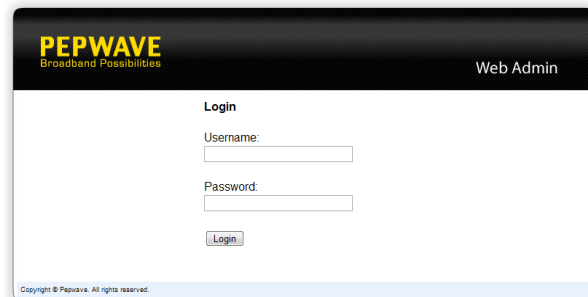 PEPWAVE
Broadband Possibilities
Web Admin
Login
Username:
Password:
Login
Copyright © Pepwave. All rights reserved.